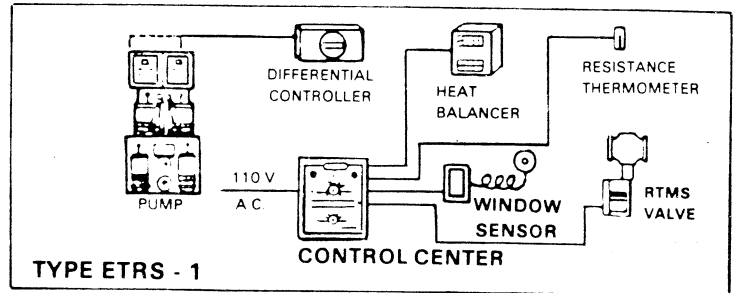 DIFFERENTIAL
CONTROLLER
HEAT
BALANCER
RESISTANCE
THERMOMETER
PUMP
110 V
A.C.
WINDOW
SENSOR
RTMS
VALVE
CONTROL CENTER
TYPE ETRS - 1